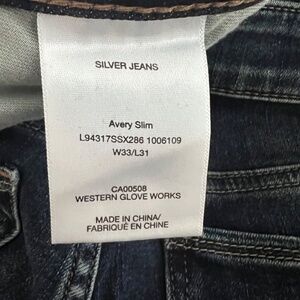 SILVER JEANS
Avery Slim
L94317SSX286 1006109
W33/L31
CA00508
WESTERN GLOVE WORKS
MADE IN CHINA/
FABRIQUÉ EN CHINE